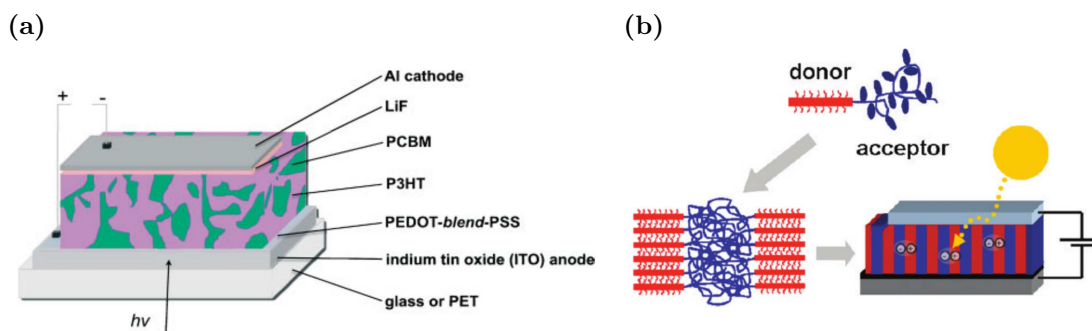 (a)
Al cathode
LiF
PCBM
P3HT
PEDOT-blend-PSS
indium tin oxide (ITO) anode
glass or PET
+ -
hv
(b)
donor
acceptor